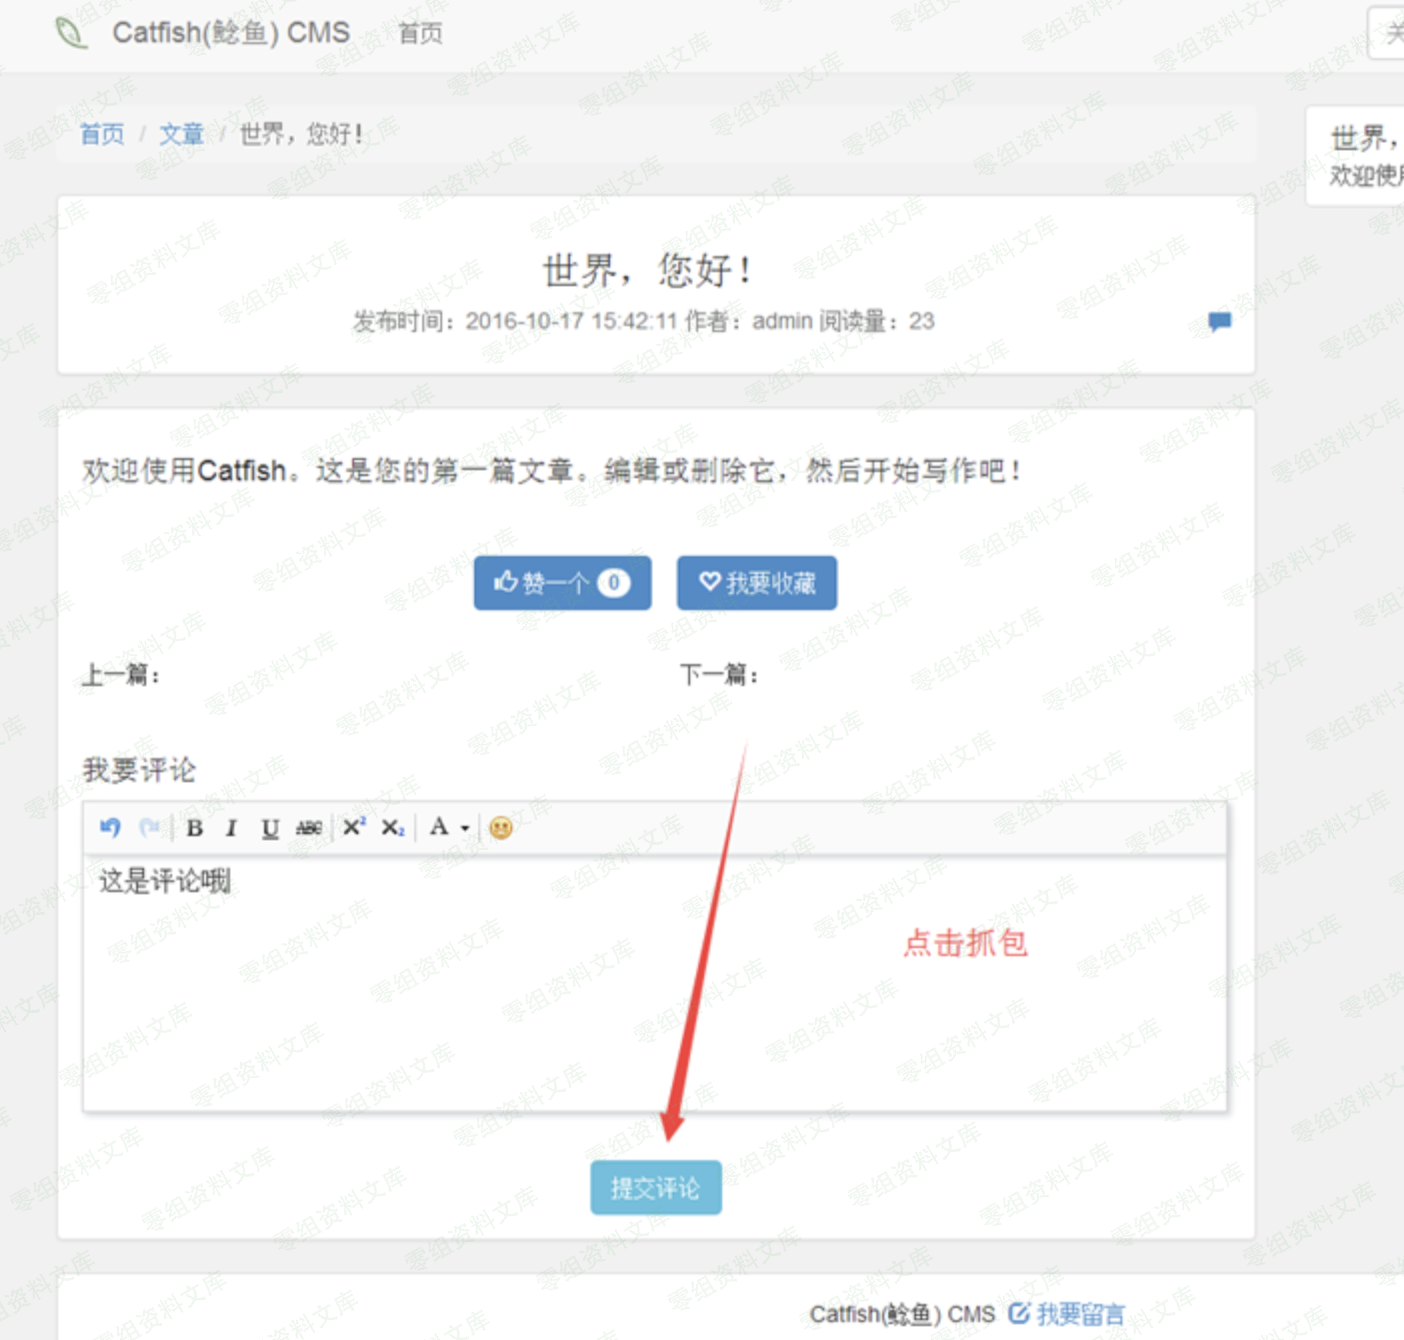 Catfish(鲶鱼) CMS 首页
关
首页 / 文章 / 世界，您好！
世界，
欢迎使用
世界，您好！
发布时间：2016-10-17 15:42:11 作者：admin 阅读量：23
欢迎使用Catfish。这是您的第一篇文章。编辑或删除它，然后开始写作吧！
赞一个 0 我要收藏
上一篇： 下一篇：
我要评论
B I U ABC X² X₂ A
这是评论哦
点击抓包
提交评论
Catfish(鲶鱼) CMS 我要留言
零组资料文库